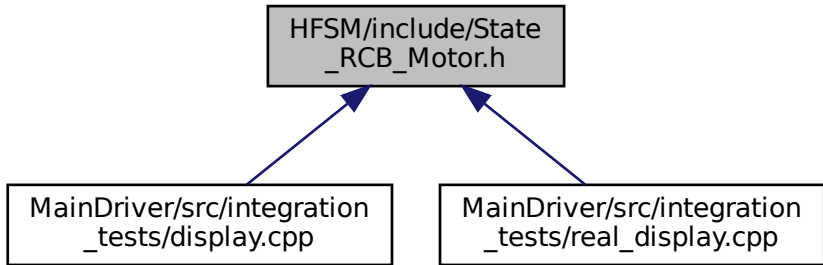 HFSM/include/State
_RCB_Motor.h
MainDriver/src/integration
_tests/display.cpp
MainDriver/src/integration
_tests/real_display.cpp